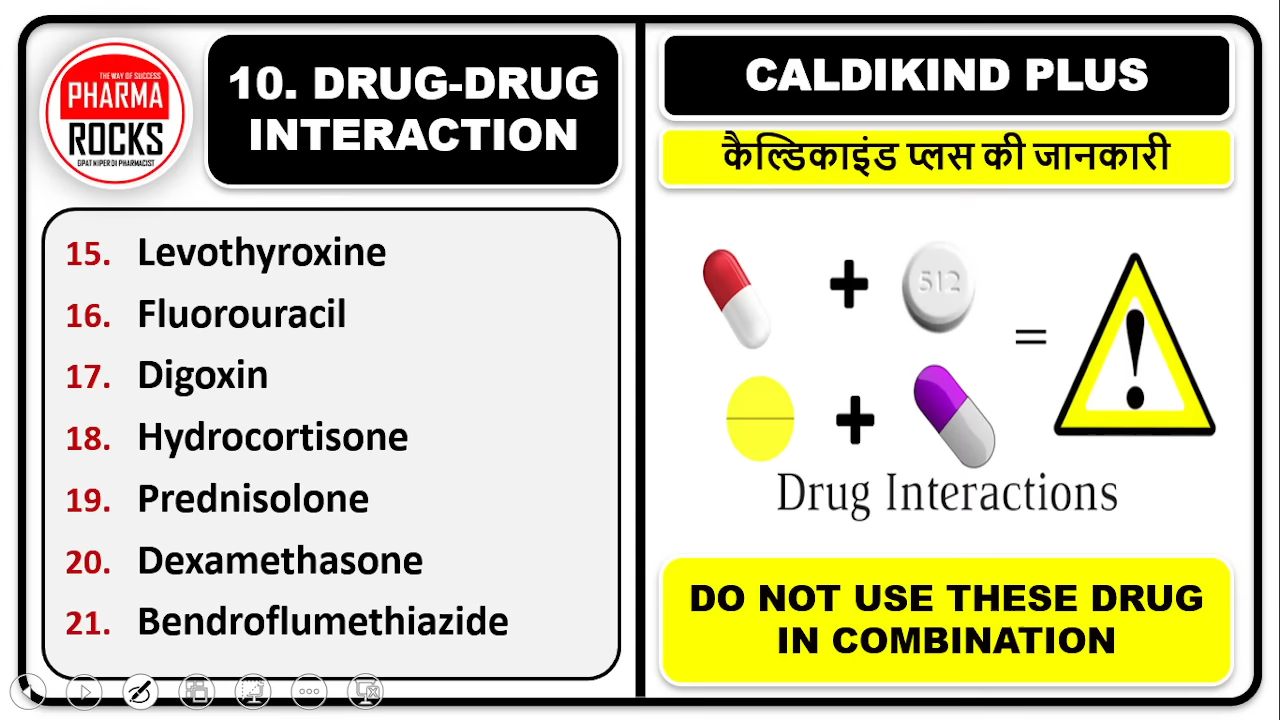 THE WAY OF SUCCESS
PHARMA
ROCKS
GPAT NIPER DI PHARMACIST
10. DRUG-DRUG
INTERACTION
15. Levothyroxine
16. Fluorouracil
17. Digoxin
18. Hydrocortisone
19. Prednisolone
20. Dexamethasone
21. Bendroflumethiazide
CALDIKIND PLUS
कैल्डिकाइंड प्लस की जानकारी
+
512
=
!
+
Drug Interactions
DO NOT USE THESE DRUG
IN COMBINATION